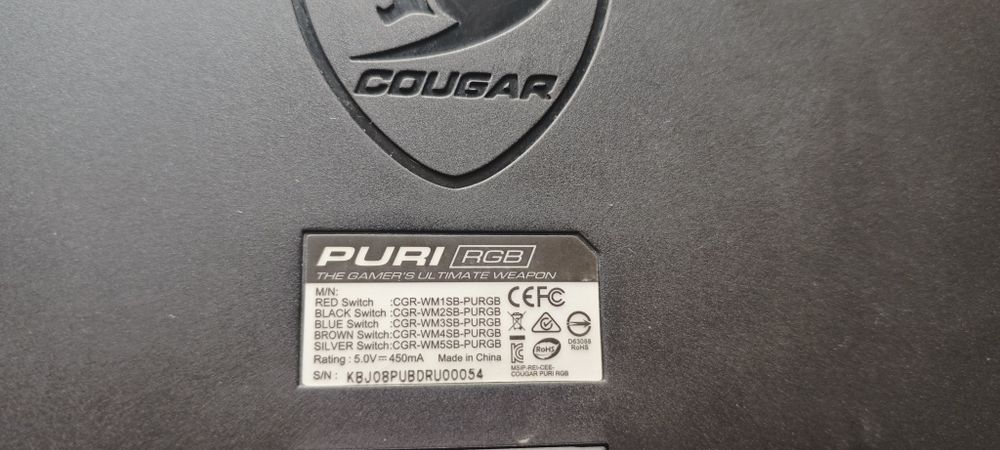 COUGAR
PURI RGB
THE GAMER'S ULTIMATE WEAPON
M/N:
RED Switch :CGR-WM1SB-PURGB
BLACK Switch :CGR-WM2SB-PURGB
BLUE Switch :CGR-WM3SB-PURGB
BROWN Switch :CGR-WM4SB-PURGB
SILVER Switch:CGR-WM5SB-PURGB
Rating : 5.0V⎓450mA Made in China
S/N : KBJ08PUBDRU00054
CE FC
D63088
RoHS
RoHS
MSIP-REI-CEE-
COUGAR PURI RGB